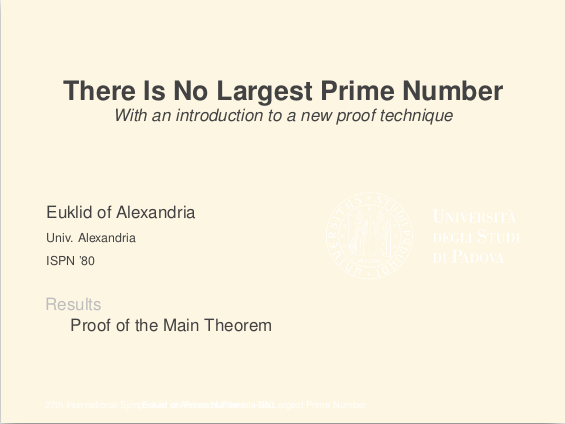 There Is No Largest Prime Number
With an introduction to a new proof technique
Euklid of Alexandria
Univ. Alexandria
ISPN '80
UNIVERSITÀ
DEGLI STUDI
DI PADOVA
Results
Proof of the Main Theorem